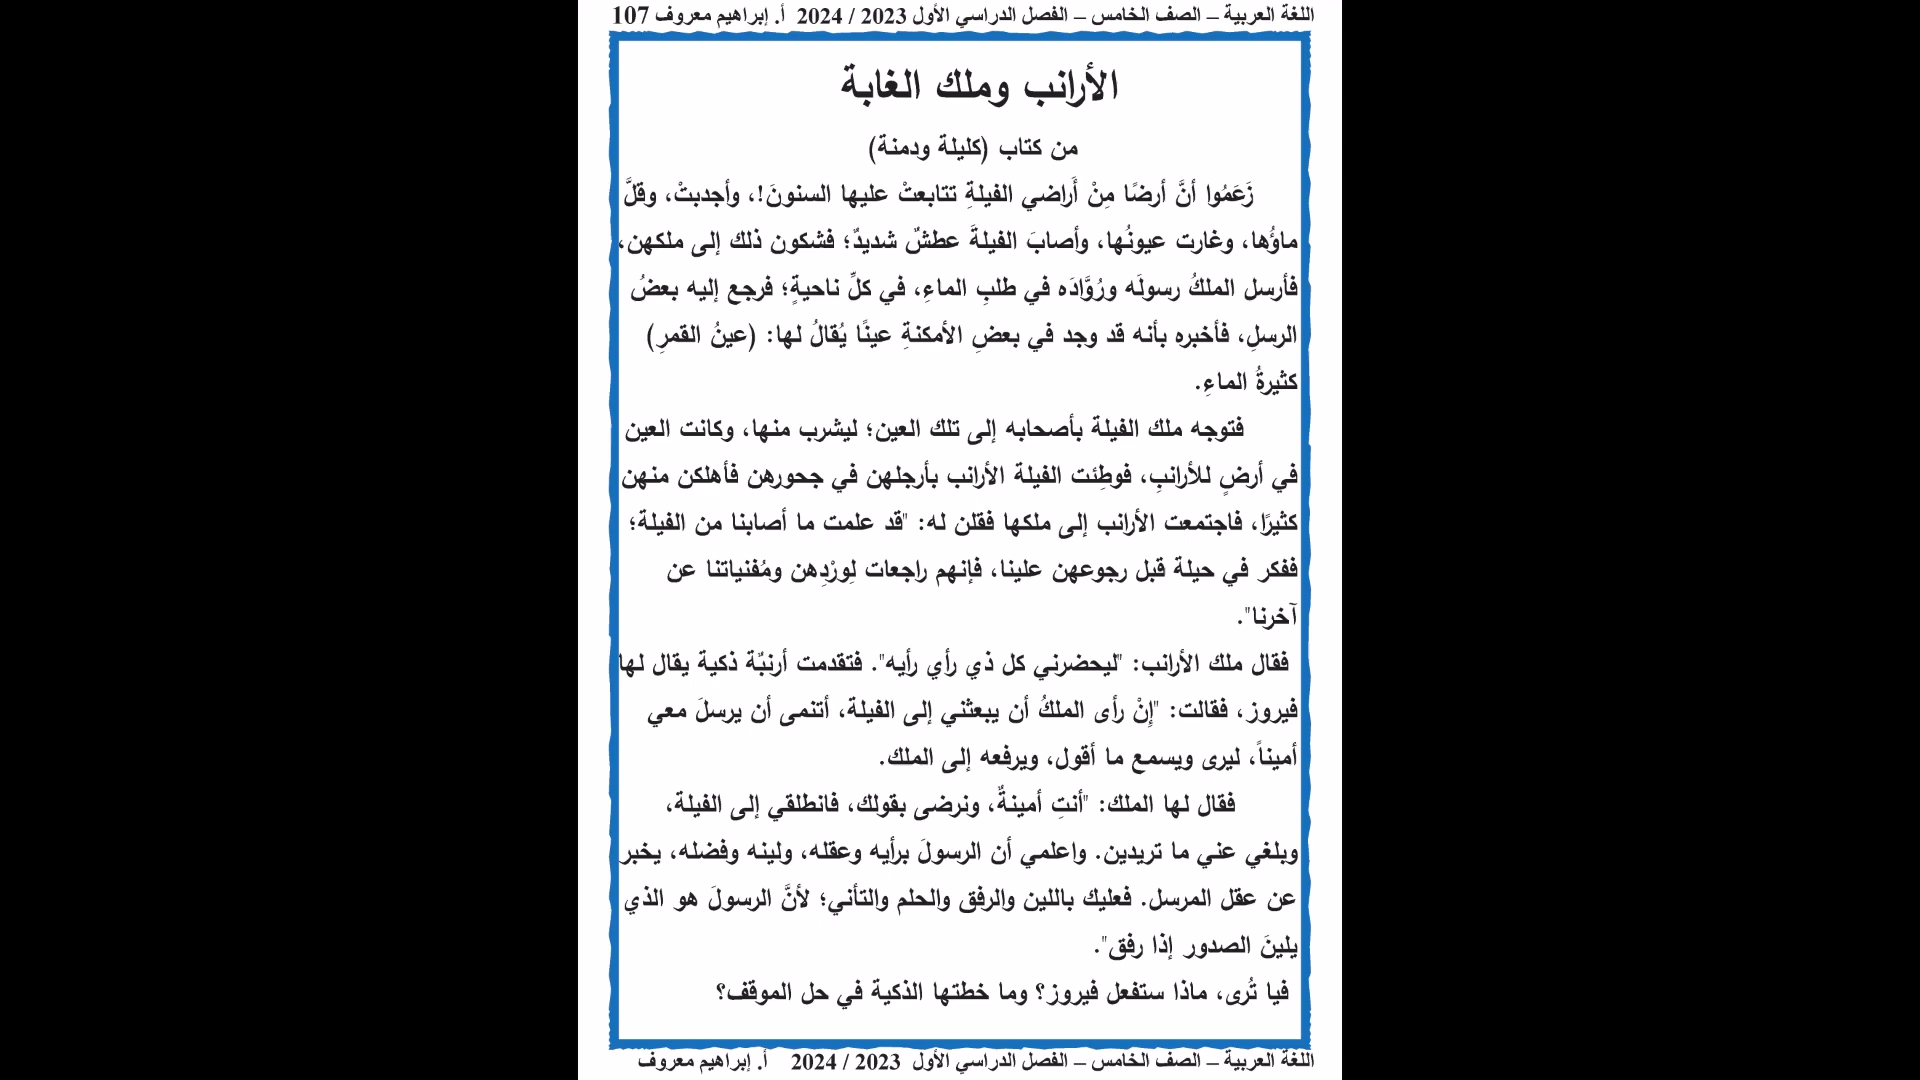 اللغة العربية – الصف الخامس – الفصل الدراسي الأول 2023 / 2024 أ. إبراهيم معروف 107
الأرانب وملك الغابة
من كتاب (كليلة ودمنة)
زَعَمُوا أنَّ أرضًا مِنْ أَراضي الفيلةِ تتابعتْ عليها السنونَ!، وأجدبتْ، وقلَّ
ماؤُها، وغارت عيونُها، وأصابَ الفيلةَ عطشٌ شديدٌ؛ فشكون ذلك إلى ملكهن،
فأرسل الملكُ رسولَه ورُوَّادَه في طلبِ الماءِ، في كلِّ ناحيةٍ؛ فرجع إليه بعضُ
الرسلِ، فأخبره بأنه قد وجد في بعضِ الأمكنةِ عينًا يُقالُ لها: (عينُ القمرِ)
كثيرةُ الماءِ.
فتوجه ملك الفيلة بأصحابه إلى تلك العين؛ ليشرب منها، وكانت العين
في أرضٍ للأرانبِ، فوطِئت الفيلة الأرانب بأرجلهن في جحورهن فأهلكن منهن
كثيرًا، فاجتمعت الأرانب إلى ملكها فقلن له: "قد علمت ما أصابنا من الفيلة؛
ففكر في حيلة قبل رجوعهن علينا، فإنهم راجعات لِورْدِهن ومُفنياتنا عن
آخرنا".
فقال ملك الأرانب: "ليحضرني كل ذي رأي رأيه". فتقدمت أرنبٌة ذكية يقال لها
فيروز، فقالت: "إِنْ رأى الملكُ أن يبعثني إلى الفيلة، أتنمى أن يرسلَ معي
أميناً، ليرى ويسمع ما أقول، ويرفعه إلى الملك.
فقال لها الملك: "أنتِ أمينةٌ، ونرضى بقولك، فانطلقي إلى الفيلة،
وبلغي عني ما تريدين. واعلمي أن الرسولَ برأيه وعقله، ولينه وفضله، يخبر
عن عقل المرسل. فعليك باللين والرفق والحلم والتأني؛ لأنَّ الرسولَ هو الذي
يلينَ الصدور إذا رفق".
فيا تُرى، ماذا ستفعل فيروز؟ وما خطتها الذكية في حل الموقف؟
اللغة العربية – الصف الخامس – الفصل الدراسي الأول 2023 / 2024 أ. إبراهيم معروف